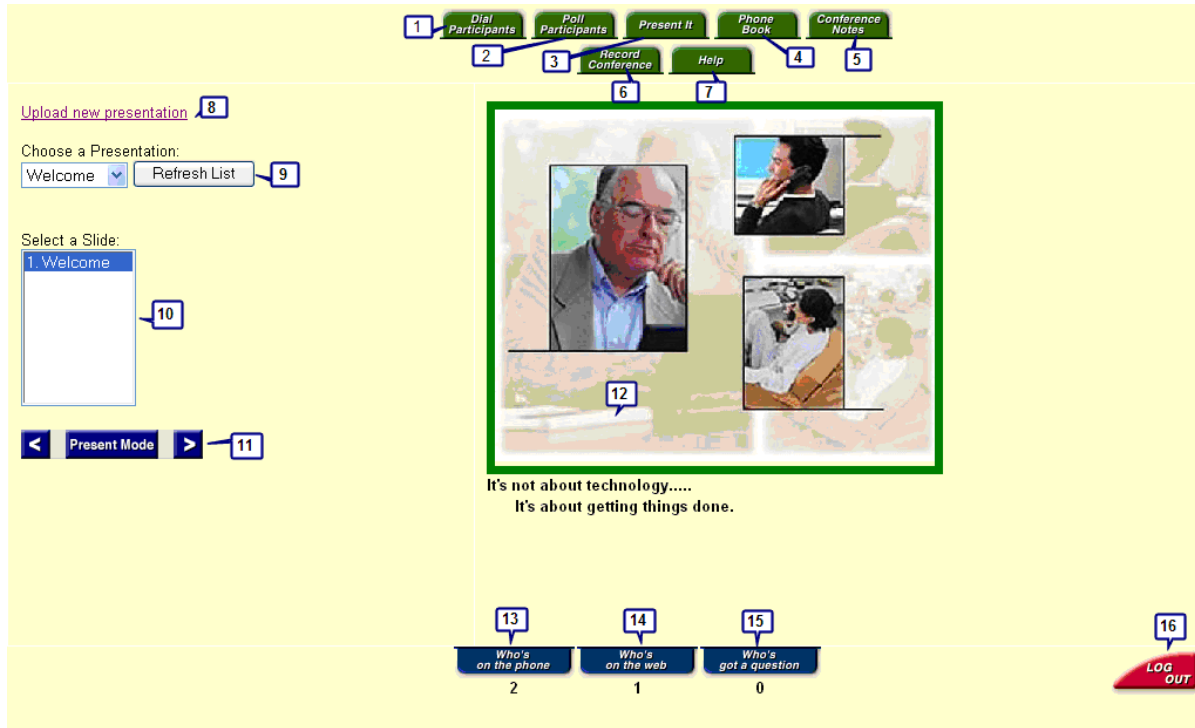 1
Dial
Participants
Poll
Participants
Present It
Phone
Book
Conference
Notes
2
3
Record
Conference
Help
4
5
6
7
Upload new presentation
8
Choose a Presentation:
Welcome
Refresh List
9
Select a Slide:
1. Welcome
10
<
Present Mode
>
11
12
It's not about technology.....
It's about getting things done.
13
14
15
16
Who's
on the phone
Who's
on the web
Who's
got a question
LOG
OUT
2
1
0